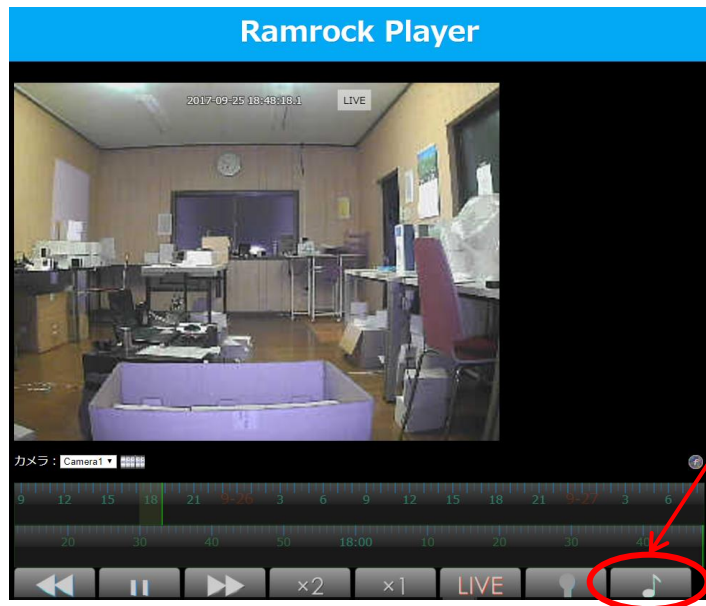 Ramrock Player
2017-09-25 18:48:18.1 LIVE
カメラ : Camera1
9 12 15 18 21 9-26 3 6 9 12 15 18 21 9-27 3 6
20 30 40 50 18:00 10 20 30 40
×2 ×1 LIVE